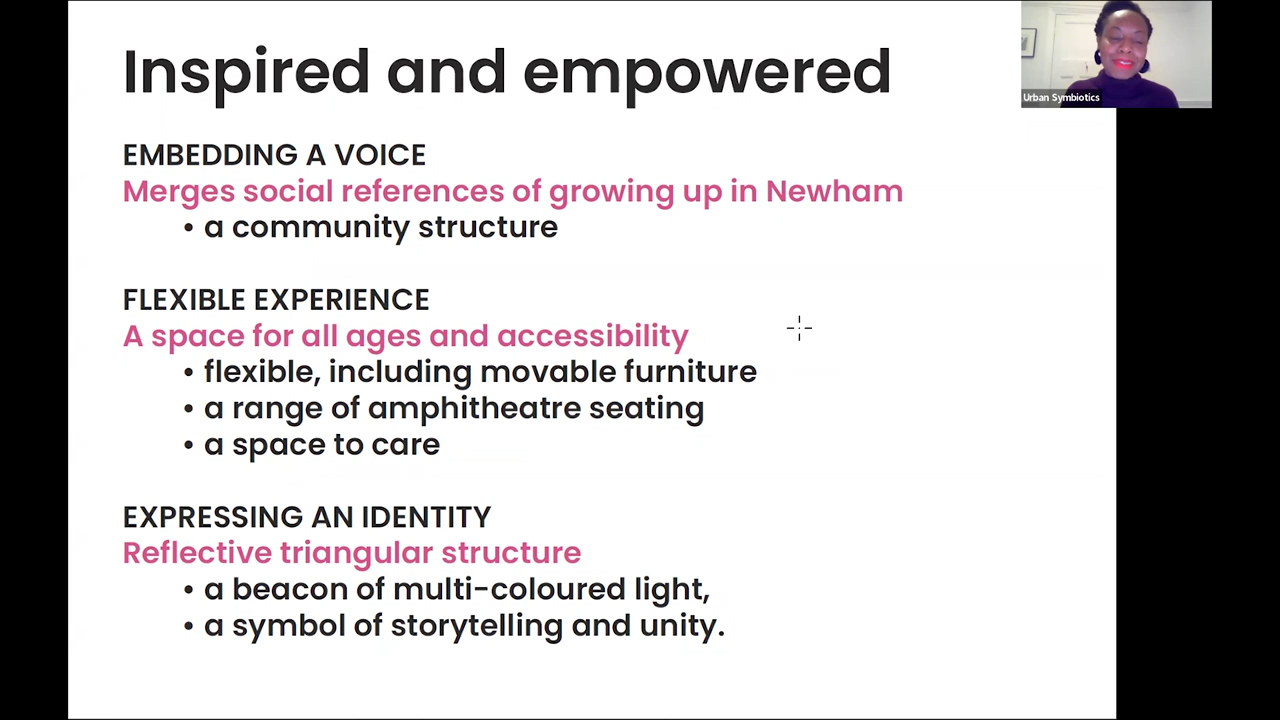 Inspired and empowered
Urban Symbiotics
EMBEDDING A VOICE
Merges social references of growing up in Newham
• a community structure
FLEXIBLE EXPERIENCE
A space for all ages and accessibility
• flexible, including movable furniture
• a range of amphitheatre seating
• a space to care
EXPRESSING AN IDENTITY
Reflective triangular structure
• a beacon of multi-coloured light,
• a symbol of storytelling and unity.